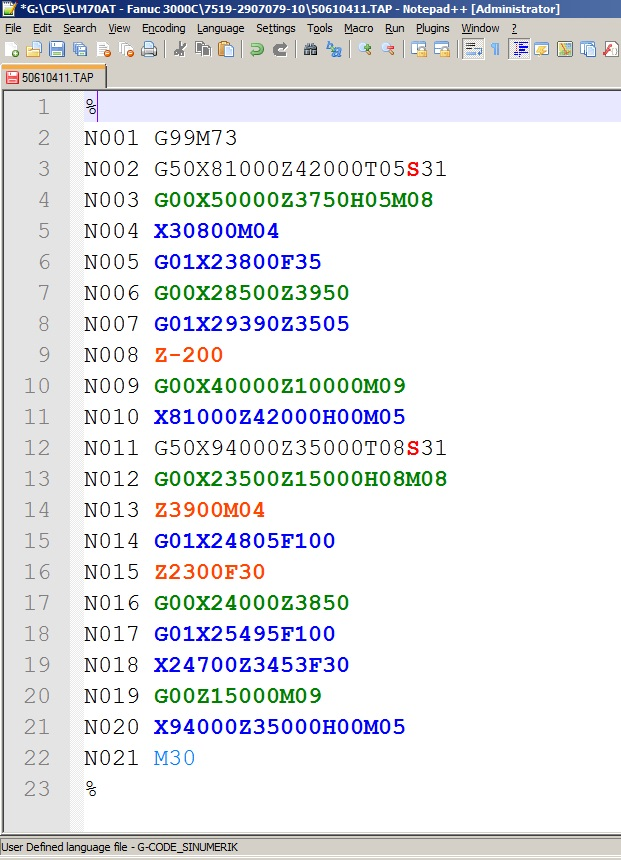 *G:\CPS\LM70AT - Fanuc 3000C\7519-2907079-10\50610411.TAP - Notepad++ [Administrator]
File Edit Search View Encoding Language Settings Tools Macro Run Plugins Window ?
50610411.TAP
1 %
2 N001 G99M73
3 N002 G50X81000Z42000T05S31
4 N003 G00X50000Z3750H05M08
5 N004 X30800M04
6 N005 G01X23800F35
7 N006 G00X28500Z3950
8 N007 G01X29390Z3505
9 N008 Z-200
10 N009 G00X40000Z10000M09
11 N010 X81000Z42000H00M05
12 N011 G50X94000Z35000T08S31
13 N012 G00X23500Z15000H08M08
14 N013 Z3900M04
15 N014 G01X24805F100
16 N015 Z2300F30
17 N016 G00X24000Z3850
18 N017 G01X25495F100
19 N018 X24700Z3453F30
20 N019 G00Z15000M09
21 N020 X94000Z35000H00M05
22 N021 M30
23 %
User Defined language file - G-CODE_SINUMERIK